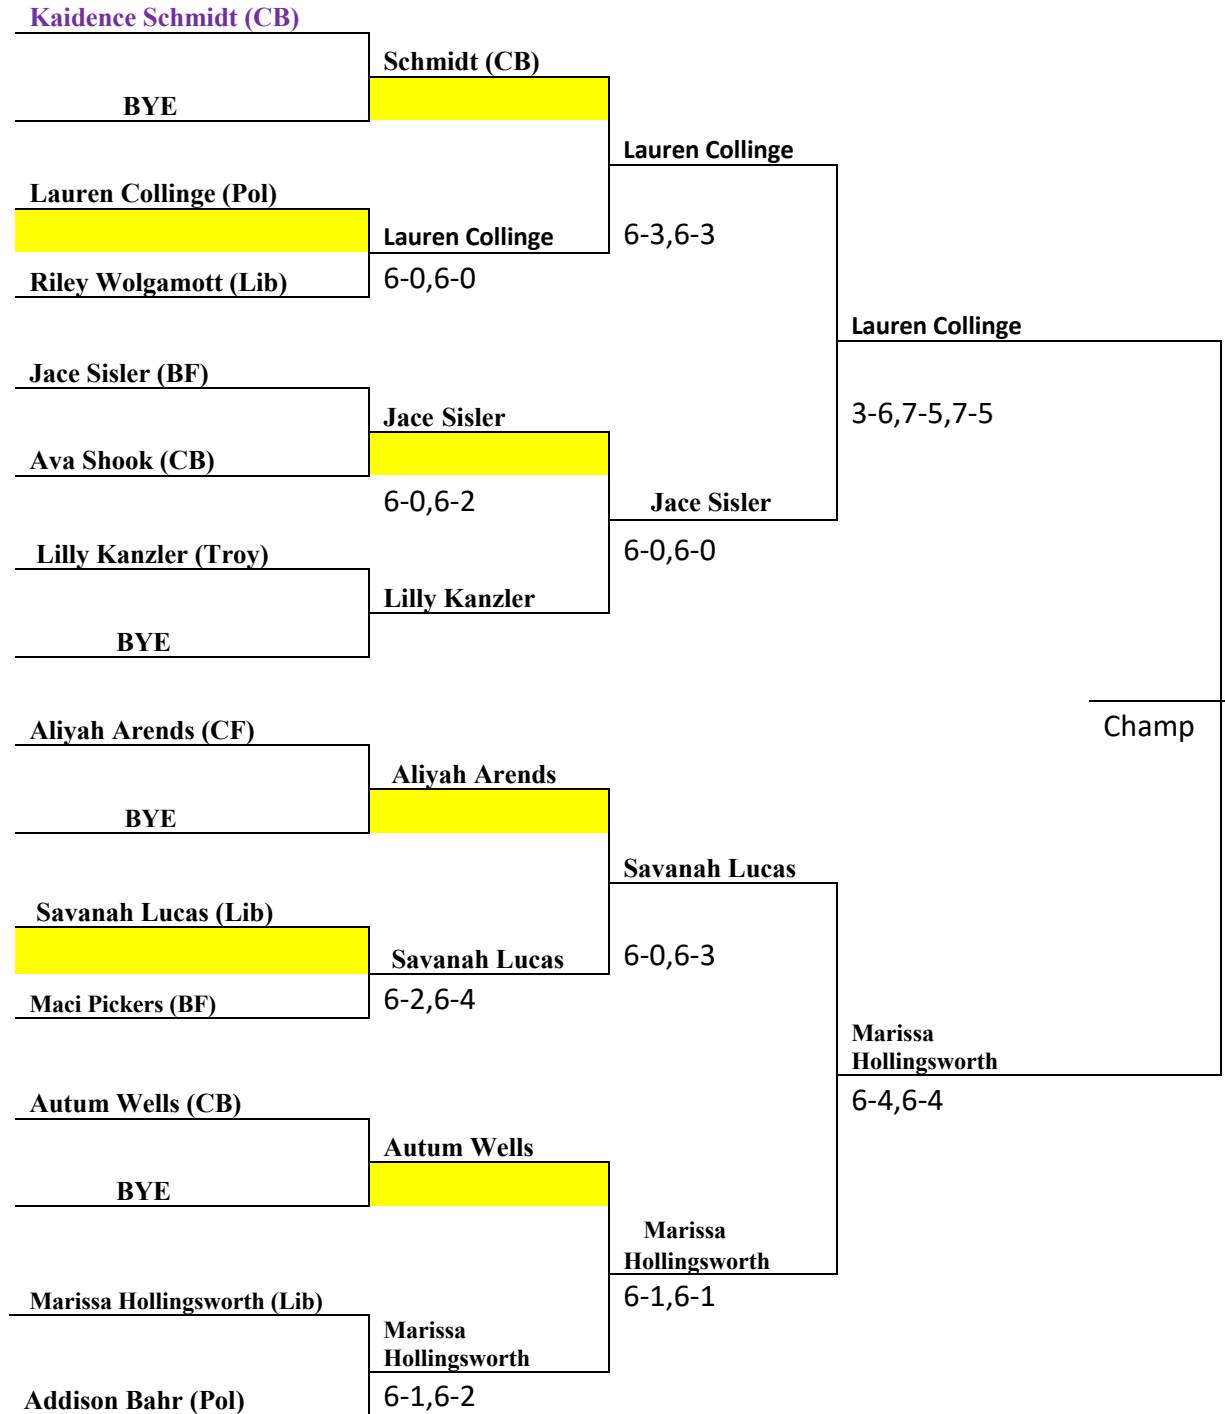 Kaidence Schmidt (CB)
Schmidt (CB)
BYE
Lauren Collinge
Lauren Collinge (Pol)
Lauren Collinge
6-3,6-3
Riley Wolgamott (Lib)
6-0,6-0
Lauren Collinge
Jace Sisler (BF)
Jace Sisler
3-6,7-5,7-5
Ava Shook (CB)
6-0,6-2
Jace Sisler
Lilly Kanzler (Troy)
6-0,6-0
Lilly Kanzler
BYE
Aliyah Arends (CF)
Champ
Aliyah Arends
BYE
Savanah Lucas
Savanah Lucas (Lib)
Savanah Lucas
6-0,6-3
Maci Pickers (BF)
6-2,6-4
Marissa
Hollingsworth
Autum Wells (CB)
6-4,6-4
Autum Wells
BYE
Marissa
Hollingsworth
Marissa Hollingsworth (Lib)
6-1,6-1
Marissa
Hollingsworth
Addison Bahr (Pol)
6-1,6-2